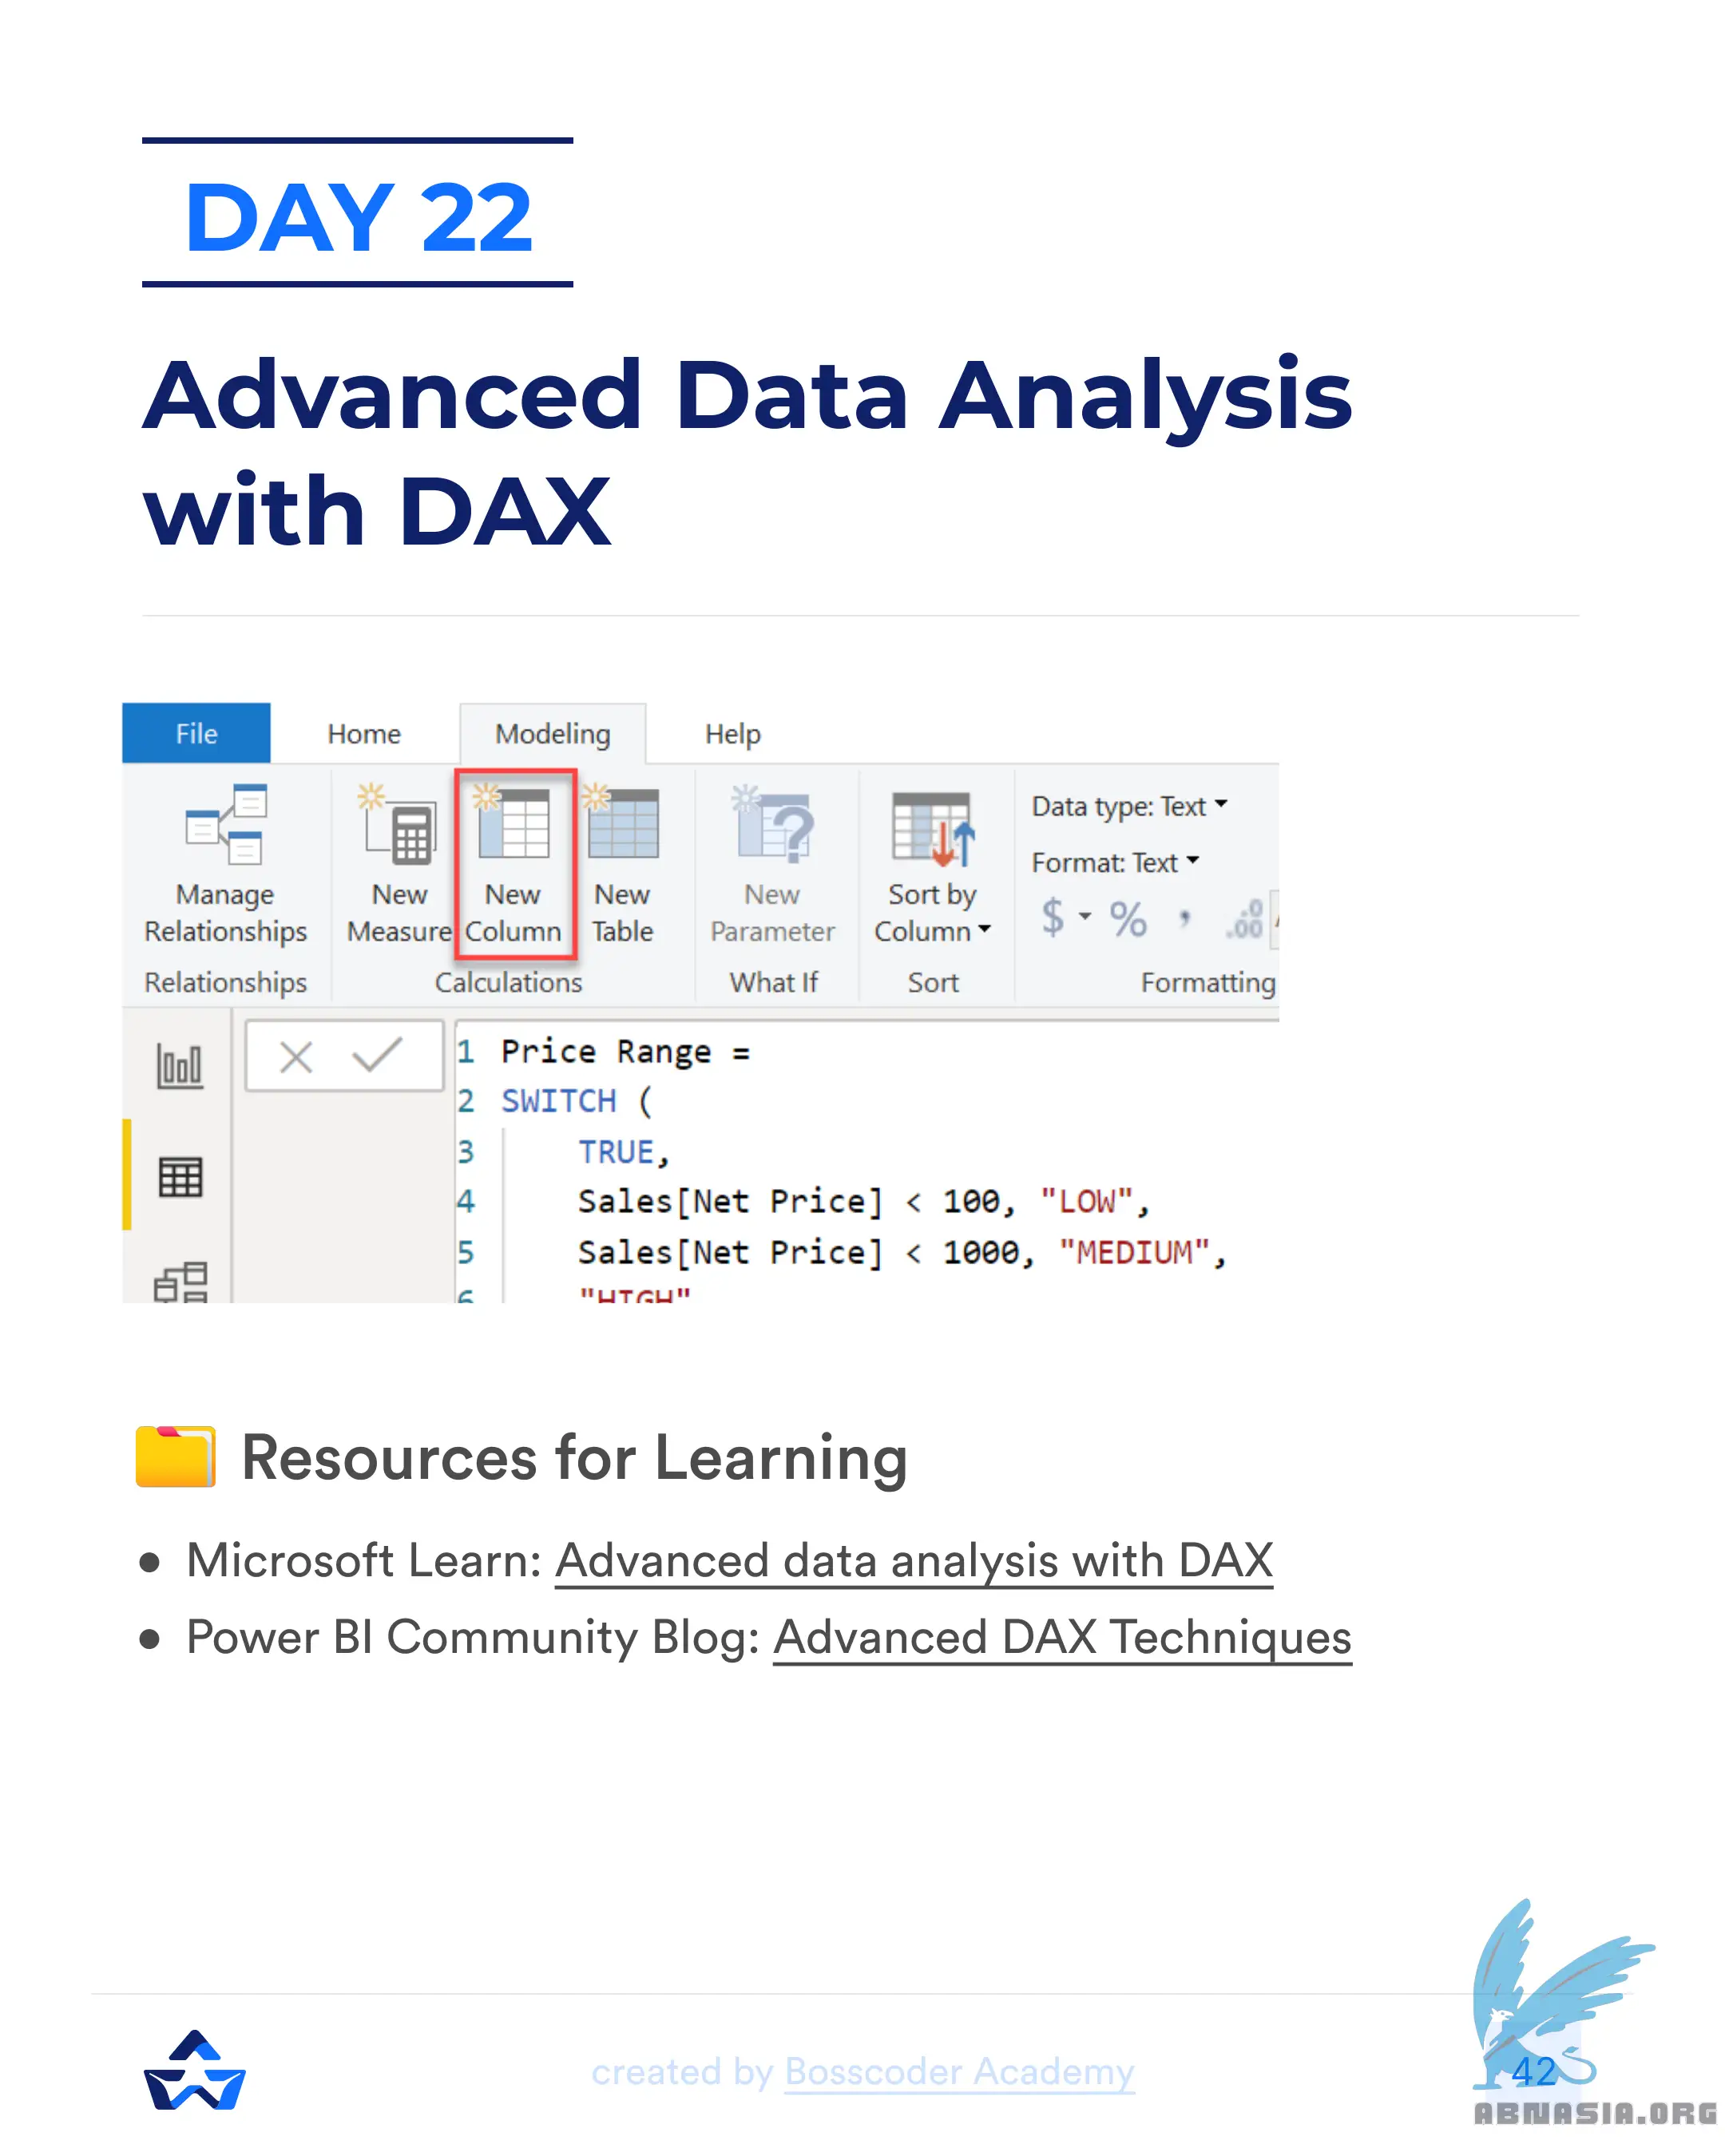 DAY 22
Advanced Data Analysis
with DAX
File Home Modeling Help
Manage Relationships
New Measure
New Column
New Table
New Parameter
Sort by Column
Data type: Text
Format: Text
$ % , .0 .00
Relationships Calculations What If Sort Formatting
1 Price Range =
2 SWITCH (
3 TRUE,
4 Sales[Net Price] < 100, "LOW",
5 Sales[Net Price] < 1000, "MEDIUM",
6 "HIGH"
Resources for Learning
• Microsoft Learn: Advanced data analysis with DAX
• Power BI Community Blog: Advanced DAX Techniques
created by Bosscoder Academy
42
ABNASIA.ORG